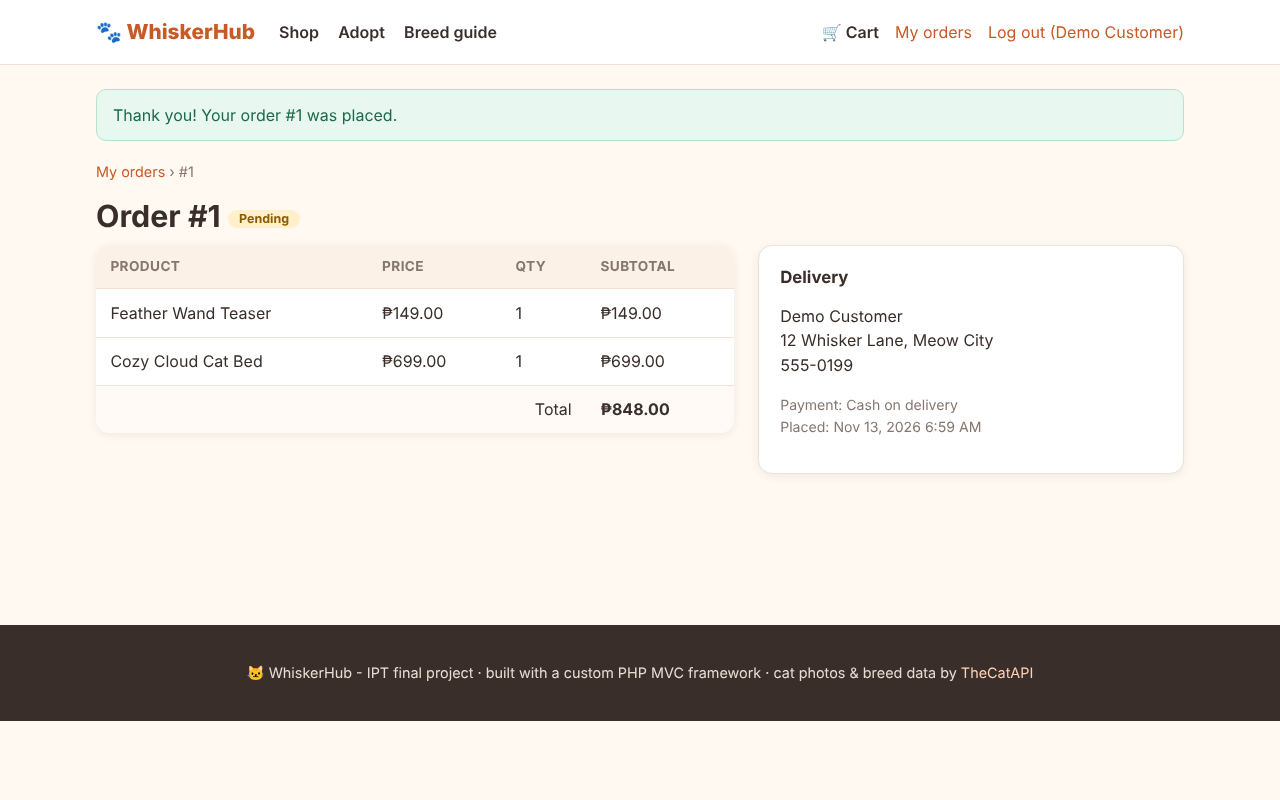 🐾 WhiskerHub Shop Adopt Breed guide 🛒 Cart My orders Log out (Demo Customer)
Thank you! Your order #1 was placed.
My orders › #1
Order #1 Pending
PRODUCT PRICE QTY SUBTOTAL
Feather Wand Teaser ₱149.00 1 ₱149.00
Cozy Cloud Cat Bed ₱699.00 1 ₱699.00
Total ₱848.00
Delivery
Demo Customer
12 Whisker Lane, Meow City
555-0199
Payment: Cash on delivery
Placed: Nov 13, 2026 6:59 AM
🐱 WhiskerHub - IPT final project · built with a custom PHP MVC framework · cat photos & breed data by TheCatAPI